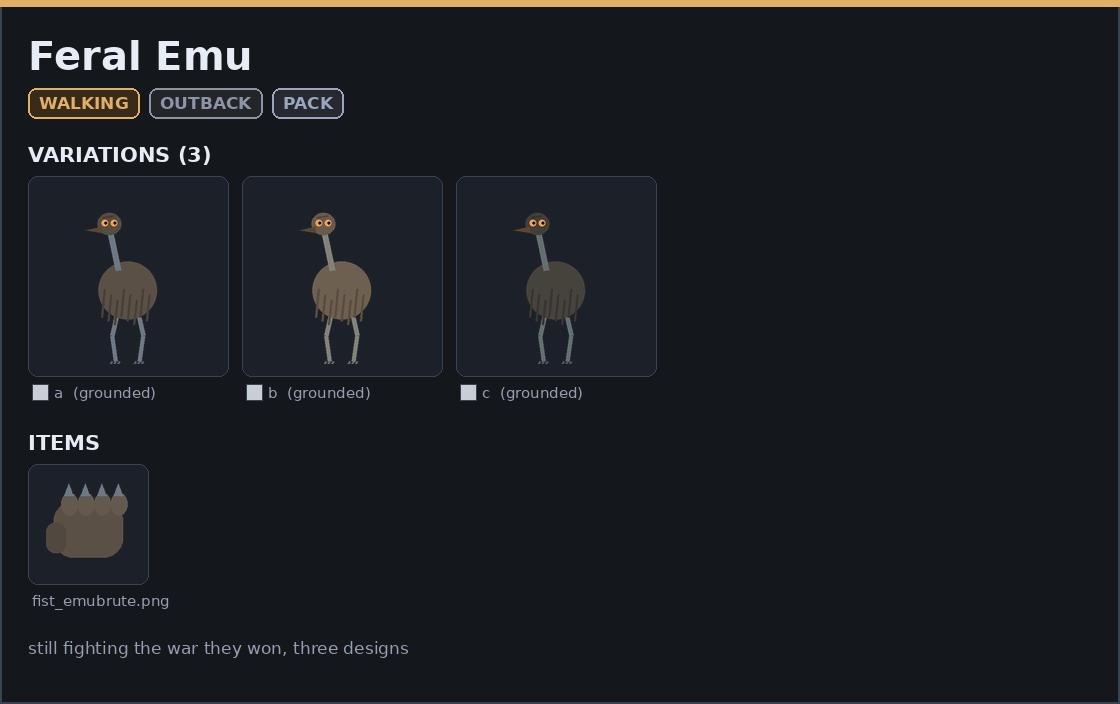 Feral Emu
WALKING OUTBACK PACK
VARIATIONS (3)
a (grounded) b (grounded) c (grounded)
ITEMS
fist_emubrute.png
still fighting the war they won, three designs